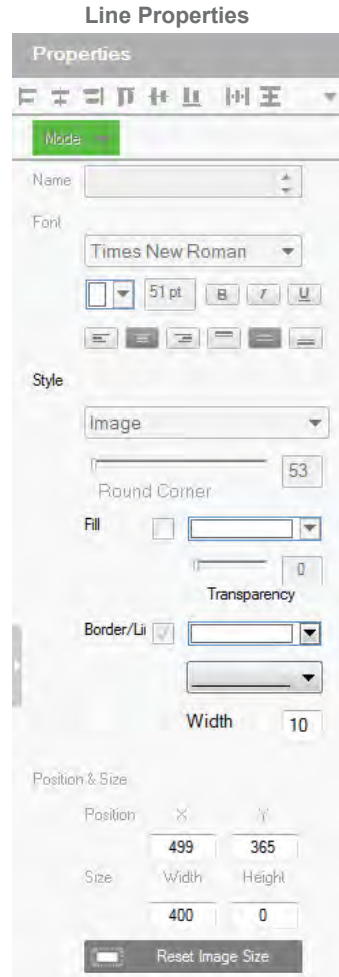 Line Properties
Properties
Mode
Name
Font
Times New Roman
51 pt B I U
Style
Image
53
Round Corner
Fill
0
Transparency
Border/Li
Width 10
Position & Size
Position X Y
499 365
Size Width Height
400 0
Reset Image Size